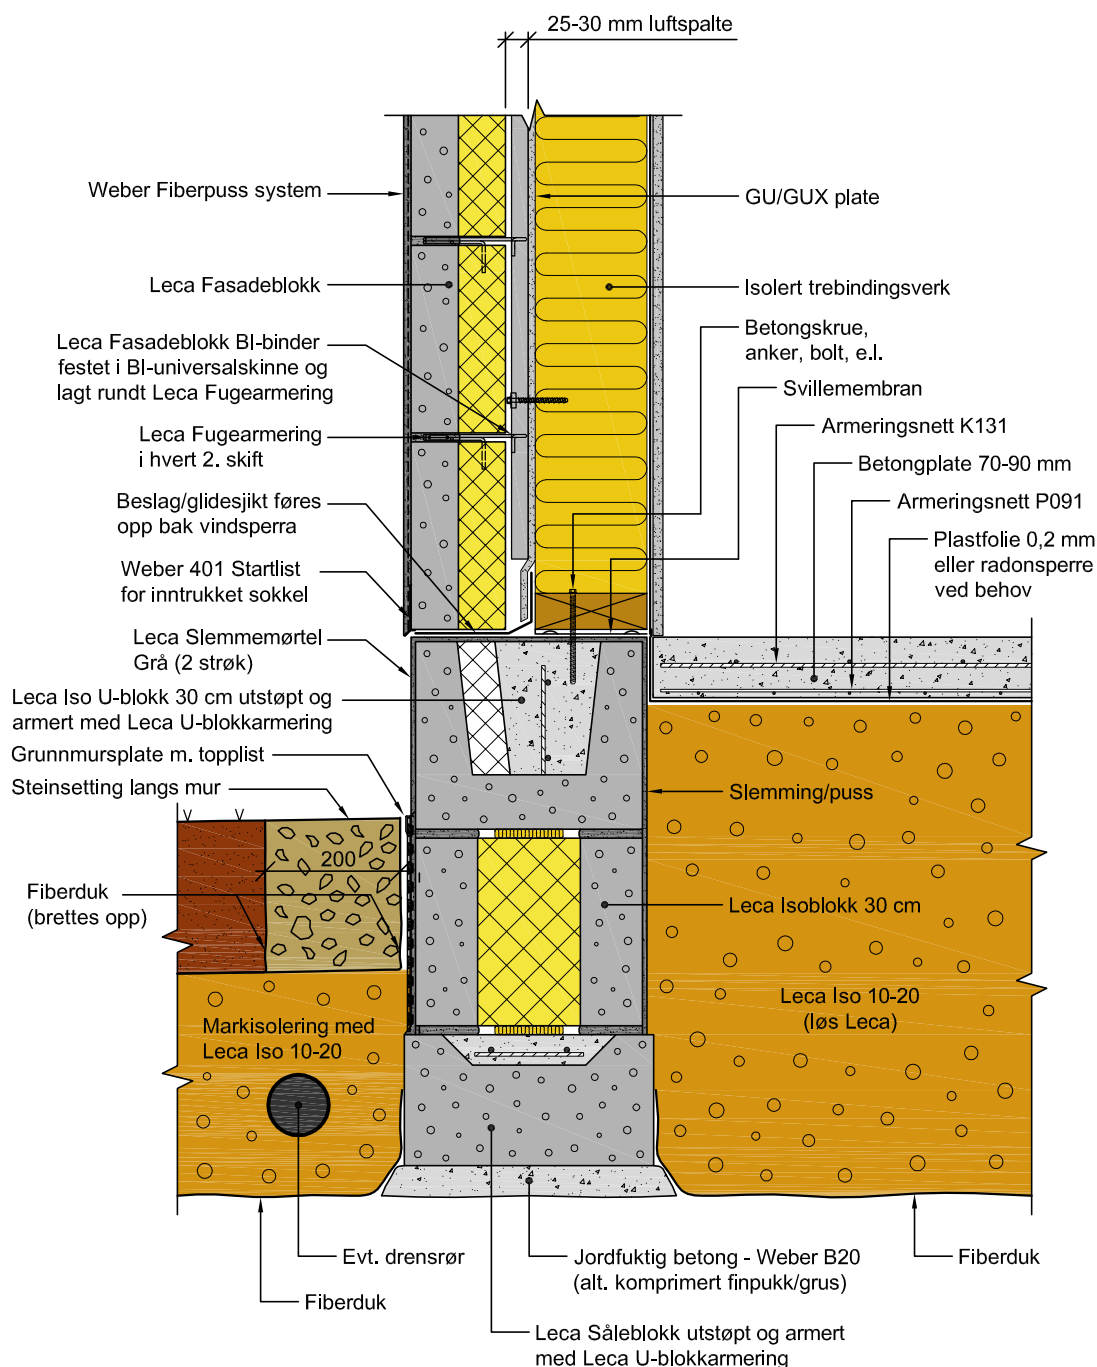 25-30 mm luftspalte
Weber Fiberpuss system
GU/GUX plate
Leca Fasadeblokk
Isolert trebindingsverk
Leca Fasadeblokk BI-binder
festet i BI-universalskinne og
lagt rundt Leca Fugearmering
Betongskrue,
anker, bolt, e.l.
Svillemembran
Leca Fugearmering
i hvert 2. skift
Armeringsnett K131
Betongplate 70-90 mm
Beslag/glidesjikt føres
opp bak vindsperra
Armeringsnett P091
Plastfolie 0,2 mm
eller radonsperre
ved behov
Weber 401 Startlist
for inntrukket sokkel
Leca Slemmemørtel
Grå (2 strøk)
Leca Iso U-blokk 30 cm utstøpt og
armert med Leca U-blokkarmering
Grunnmursplate m. topplist
Steinsetting langs mur
Slemming/puss
200
Fiberduk
(brettes opp)
Leca Isoblokk 30 cm
Leca Iso 10-20
(løs Leca)
Markisolering med
Leca Iso 10-20
Evt. drensrør
Jordfuktig betong - Weber B20
(alt. komprimert finpukk/grus)
Fiberduk
Fiberduk
Leca Såleblokk utstøpt og armert
med Leca U-blokkarmering